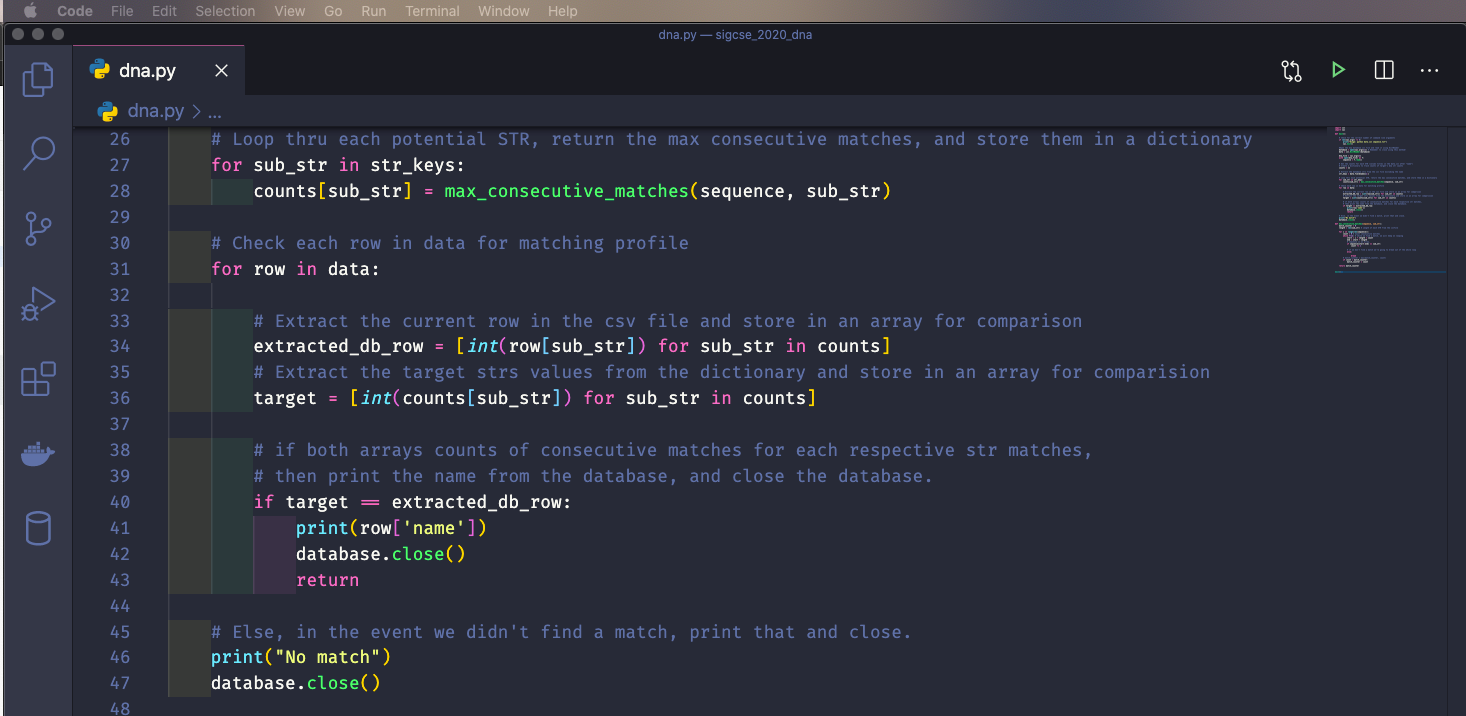 Code File Edit Selection View Go Run Terminal Window Help
dna.py — sigcse_2020_dna
dna.py
dna.py > ...
26 # Loop thru each potential STR, return the max consecutive matches, and store them in a dictionary
27 for sub_str in str_keys:
28 counts[sub_str] = max_consecutive_matches(sequence, sub_str)
29
30 # Check each row in data for matching profile
31 for row in data:
32
33 # Extract the current row in the csv file and store in an array for comparison
34 extracted_db_row = [int(row[sub_str]) for sub_str in counts]
35 # Extract the target strs values from the dictionary and store in an array for comparision
36 target = [int(counts[sub_str]) for sub_str in counts]
37
38 # if both arrays counts of consecutive matches for each respective str matches,
39 # then print the name from the database, and close the database.
40 if target == extracted_db_row:
41 print(row['name'])
42 database.close()
43 return
44
45 # Else, in the event we didn't find a match, print that and close.
46 print("No match")
47 database.close()
48